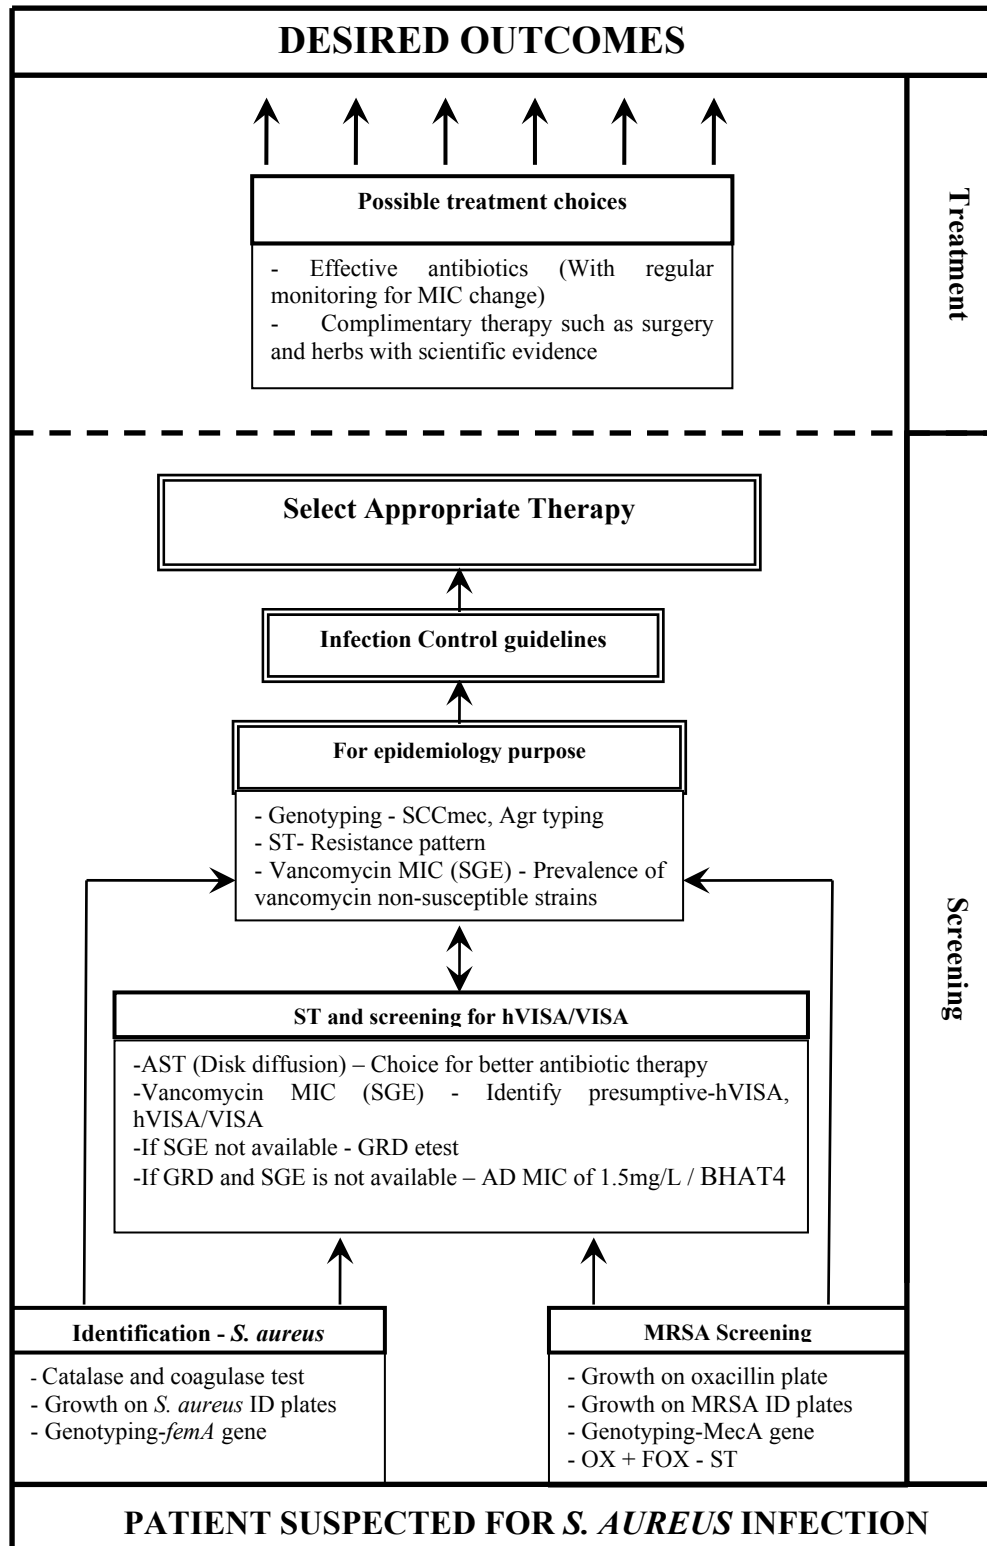 DESIRED OUTCOMES
Possible treatment choices
- Effective antibiotics (With regular
monitoring for MIC change)
- Complimentary therapy such as surgery
and herbs with scientific evidence
Treatment
Select Appropriate Therapy
Infection Control guidelines
For epidemiology purpose
- Genotyping - SCCmec, Agr typing
- ST- Resistance pattern
- Vancomycin MIC (SGE) - Prevalence of
vancomycin non-susceptible strains
Screening
ST and screening for hVISA/VISA
-AST (Disk diffusion) – Choice for better antibiotic therapy
-Vancomycin MIC (SGE) - Identify presumptive-hVISA,
hVISA/VISA
-If SGE not available - GRD etest
-If GRD and SGE is not available – AD MIC of 1.5mg/L / BHAT4
Identification - S. aureus
- Catalase and coagulase test
- Growth on S. aureus ID plates
- Genotyping-femA gene
MRSA Screening
- Growth on oxacillin plate
- Growth on MRSA ID plates
- Genotyping-MecA gene
- OX + FOX - ST
PATIENT SUSPECTED FOR S. AUREUS INFECTION